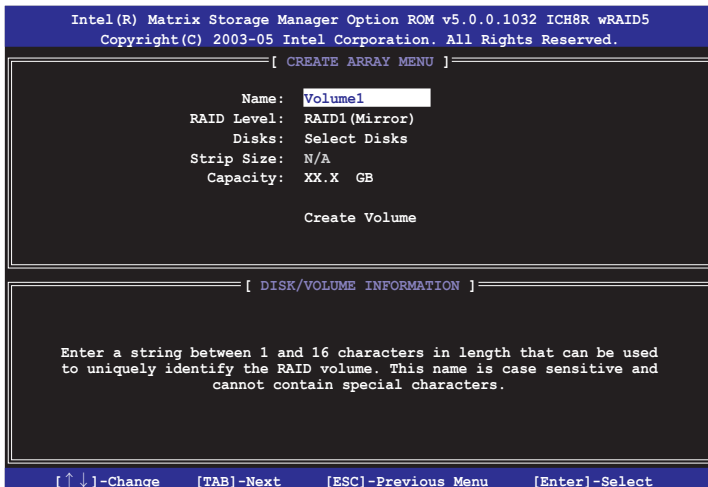 Intel(R) Matrix Storage Manager Option ROM v5.0.0.1032 ICH8R wRAID5
Copyright(C) 2003-05 Intel Corporation. All Rights Reserved.
[ CREATE ARRAY MENU ]
Name: Volume1
RAID Level: RAID1(Mirror)
Disks: Select Disks
Strip Size: N/A
Capacity: XX.X GB
Create Volume
[ DISK/VOLUME INFORMATION ]
Enter a string between 1 and 16 characters in length that can be used
to uniquely identify the RAID volume. This name is case sensitive and
cannot contain special characters.
[↑↓]-Change [TAB]-Next [ESC]-Previous Menu [Enter]-Select